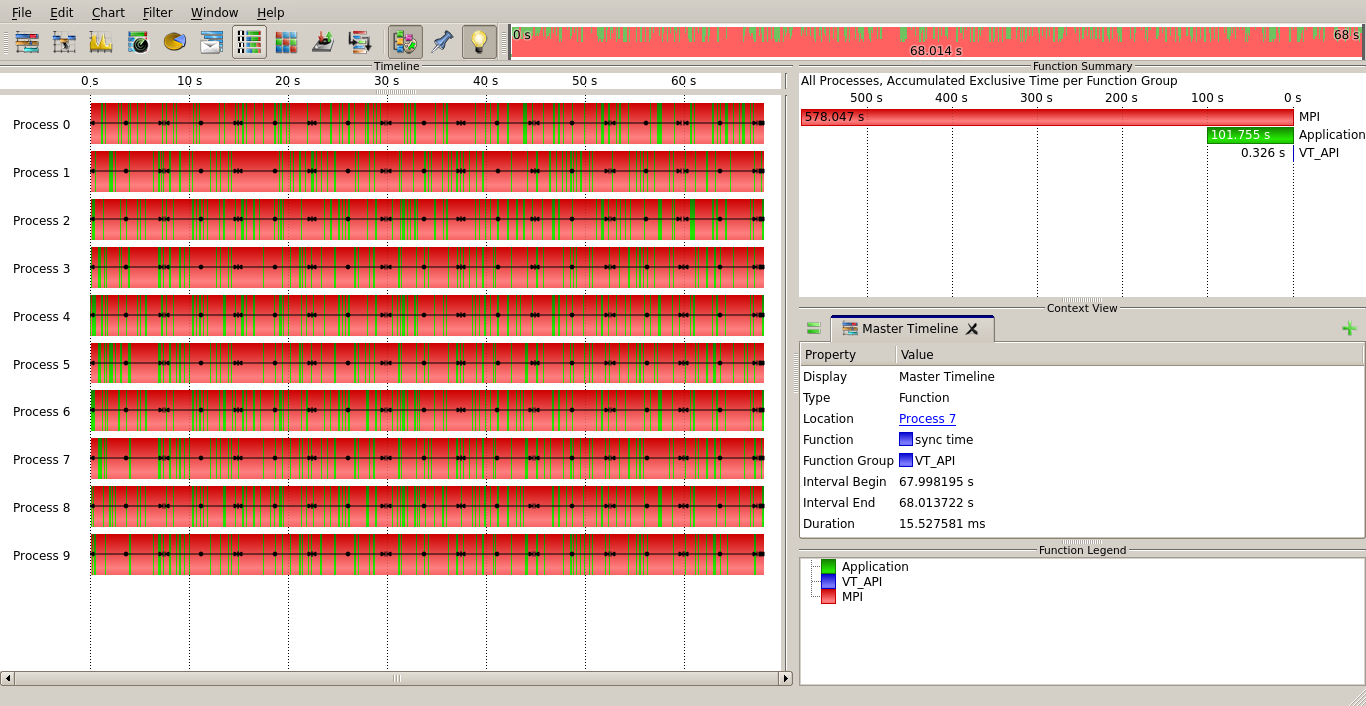 File Edit Chart Filter Window Help
0 s 68 s
68.014 s
Timeline
0 s 10 s 20 s 30 s 40 s 50 s 60 s
Process 0
Process 1
Process 2
Process 3
Process 4
Process 5
Process 6
Process 7
Process 8
Process 9
Function Summary
All Processes, Accumulated Exclusive Time per Function Group
500 s 400 s 300 s 200 s 100 s 0 s
578.047 s MPI
101.755 s Application
0.326 s VT_API
Context View
Master Timeline
Property Value
Display Master Timeline
Type Function
Location Process 7
Function sync time
Function Group VT_API
Interval Begin 67.998195 s
Interval End 68.013722 s
Duration 15.527581 ms
Function Legend
Application
VT_API
MPI